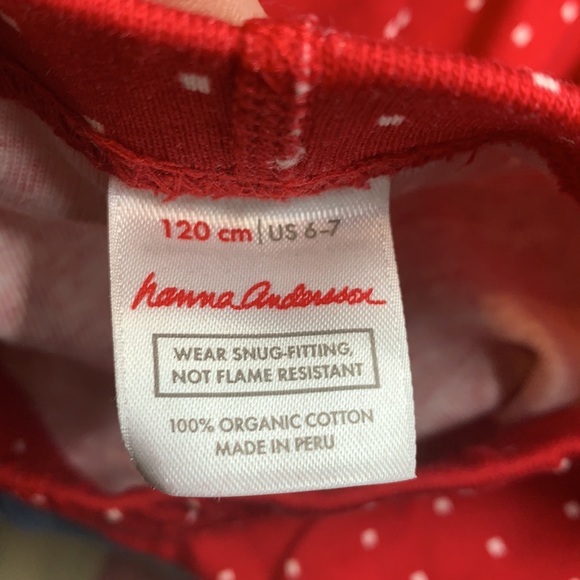 120 cm | US 6-7
hanna andersson
WEAR SNUG-FITTING,
NOT FLAME RESISTANT
100% ORGANIC COTTON
MADE IN PERU